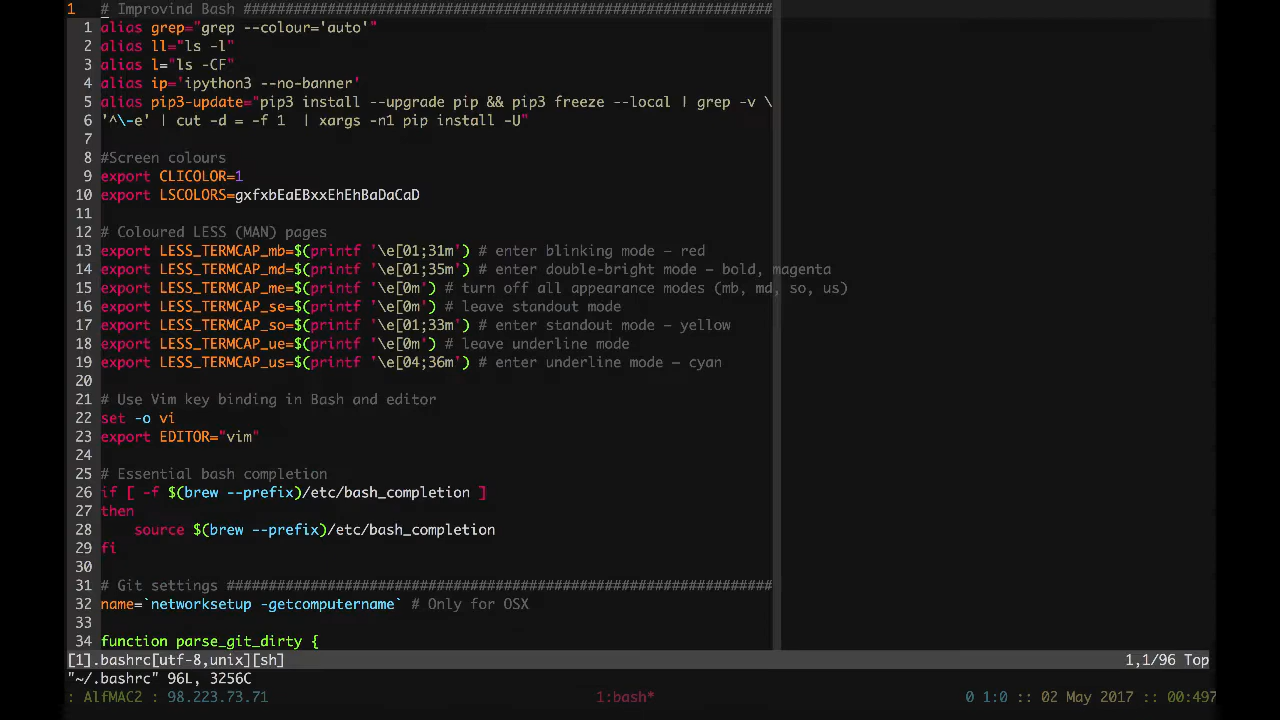 1 # Improvind Bash #################################################################
1 alias grep="grep --colour='auto'"
2 alias ll="ls -l"
3 alias l="ls -CF"
4 alias ip='ipython3 --no-banner'
5 alias pip3-update="pip3 install --upgrade pip && pip3 freeze --local | grep -v \
6 '^\-e' | cut -d = -f 1  | xargs -n1 pip install -U"
7
8 #Screen colours
9 export CLICOLOR=1
10 export LSCOLORS=gxfxbEaEBxxEhEhBaDaCaD
11
12 # Coloured LESS (MAN) pages
13 export LESS_TERMCAP_mb=$(printf '\e[01;31m') # enter blinking mode – red
14 export LESS_TERMCAP_md=$(printf '\e[01;35m') # enter double-bright mode – bold, magenta
15 export LESS_TERMCAP_me=$(printf '\e[0m') # turn off all appearance modes (mb, md, so, us)
16 export LESS_TERMCAP_se=$(printf '\e[0m') # leave standout mode
17 export LESS_TERMCAP_so=$(printf '\e[01;33m') # enter standout mode – yellow
18 export LESS_TERMCAP_ue=$(printf '\e[0m') # leave underline mode
19 export LESS_TERMCAP_us=$(printf '\e[04;36m') # enter underline mode – cyan
20
21 # Use Vim key binding in Bash and editor
22 set -o vi
23 export EDITOR="vim"
24
25 # Essential bash completion
26 if [ -f $(brew --prefix)/etc/bash_completion ]
27 then
28     source $(brew --prefix)/etc/bash_completion
29 fi
30
31 # Git settings #################################################################
32 name=`networksetup -getcomputername` # Only for OSX
33
34 function parse_git_dirty {
[1].bashrc[utf-8,unix][sh] 1,1/96 Top
"~/.bashrc" 96L, 3256C
: AlfMAC2 : 98.223.73.71 1:bash* 0 1:0 :: 02 May 2017 :: 00:497